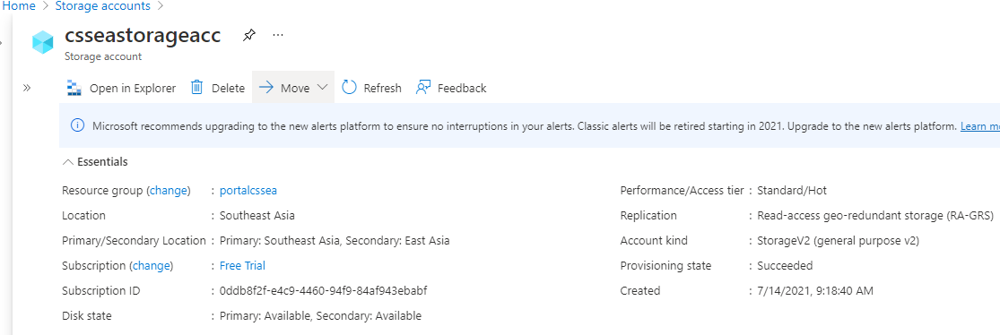 Home > Storage accounts >
csseastorageacc ...
Storage account
» Open in Explorer Delete Move Refresh Feedback
Microsoft recommends upgrading to the new alerts platform to ensure no interruptions in your alerts. Classic alerts will be retired starting in 2021. Upgrade to the new alerts platform. Learn mo
Essentials
Resource group (change) : portalcssea
Location : Southeast Asia
Primary/Secondary Location : Primary: Southeast Asia, Secondary: East Asia
Subscription (change) : Free Trial
Subscription ID : 0ddb8f2f-e4c9-4460-94f9-84af943ebabf
Disk state : Primary: Available, Secondary: Available
Performance/Access tier : Standard/Hot
Replication : Read-access geo-redundant storage (RA-GRS)
Account kind : StorageV2 (general purpose v2)
Provisioning state : Succeeded
Created : 7/14/2021, 9:18:40 AM